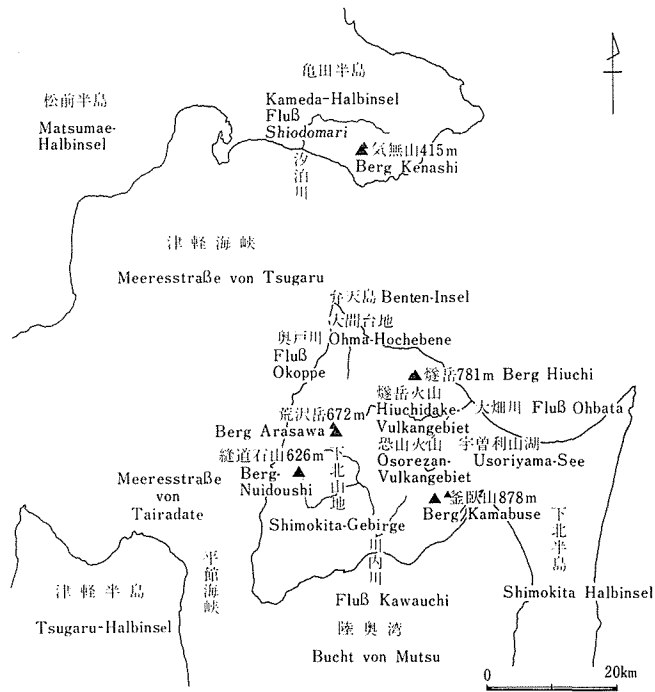 亀田半島
Kameda-Halbinsel
Fluß
Shiodomari
汐泊川
松前半島
Matsumae-
Halbinsel
気無山415m
Berg Kenashi
津軽海峡
Meeresstraße von Tsugaru
弁天島 Benten-Insel
大間台地
Ohma-Hochebene
奥戸川
Fluß
Okoppe
燧岳781m Berg Hiuchi
燧岳火山
Hiuchidake-
Vulkangebiet
大畑川 Fluß Ohbata
荒沢岳672m
Berg Arasawa
恐山火山
Osorezan-
Vulkangebiet
宇曽利山湖
Usoriyama-See
縫道石山626m
Berg-
Nuidoushi
下北山地
Shimokita-Gebirge
釜臥山878m
Berg Kamabuse
Meeresstraße
von
Tairadate
平館海峡
下北半島
Shimokita Halbinsel
川内川
Fluß Kawauchi
津軽半島
Tsugaru-Halbinsel
陸奥湾
Bucht von Mutsu
0 20km